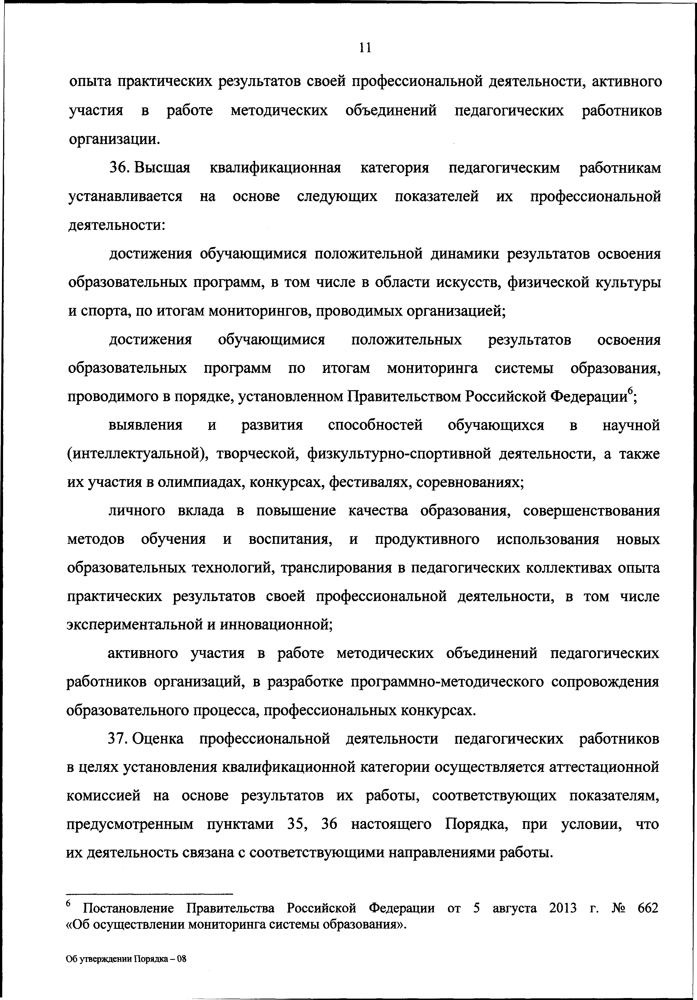 11
опыта практических результатов своей профессиональной деятельности, активного
участия в работе методических объединений педагогических работников
организации.
36. Высшая квалификационная категория педагогическим работникам
устанавливается на основе следующих показателей их профессиональной
деятельности:
достижения обучающимися положительной динамики результатов освоения
образовательных программ, в том числе в области искусств, физической культуры
и спорта, по итогам мониторингов, проводимых организацией;
достижения обучающимися положительных результатов освоения
образовательных программ по итогам мониторинга системы образования,
проводимого в порядке, установленном Правительством Российской Федерации⁶;
выявления и развития способностей обучающихся в научной
(интеллектуальной), творческой, физкультурно-спортивной деятельности, а также
их участия в олимпиадах, конкурсах, фестивалях, соревнованиях;
личного вклада в повышение качества образования, совершенствования
методов обучения и воспитания, и продуктивного использования новых
образовательных технологий, транслирования в педагогических коллективах опыта
практических результатов своей профессиональной деятельности, в том числе
экспериментальной и инновационной;
активного участия в работе методических объединений педагогических
работников организаций, в разработке программно-методического сопровождения
образовательного процесса, профессиональных конкурсах.
37. Оценка профессиональной деятельности педагогических работников
в целях установления квалификационной категории осуществляется аттестационной
комиссией на основе результатов их работы, соответствующих показателям,
предусмотренным пунктами 35, 36 настоящего Порядка, при условии, что
их деятельность связана с соответствующими направлениями работы.
⁶ Постановление Правительства Российской Федерации от 5 августа 2013 г. № 662
«Об осуществлении мониторинга системы образования».
Об утверждении Порядка – 08